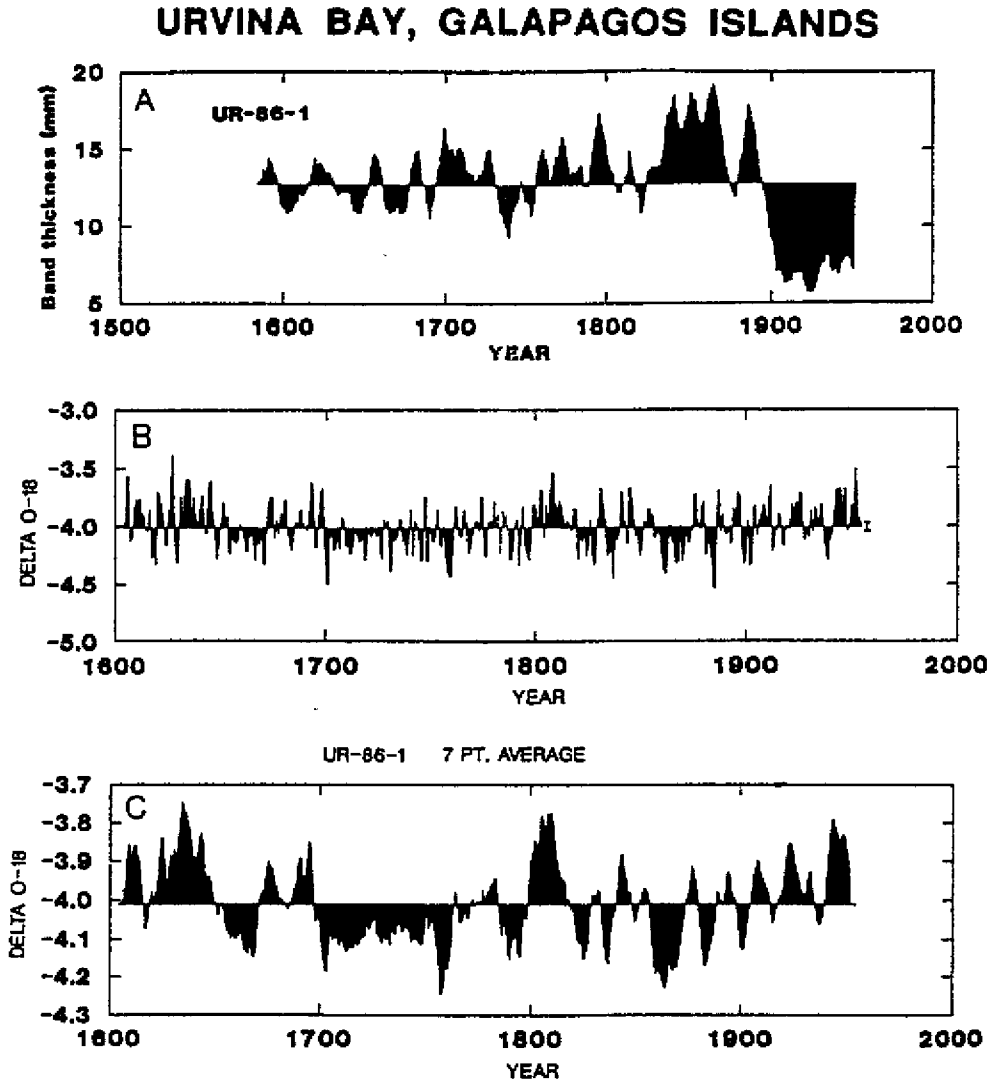 URVINA BAY, GALAPAGOS ISLANDS
A
UR-86-1
Band thickness (mm)
20
15
10
5
1500 1600 1700 1800 1900 2000
YEAR
B
DELTA O-18
-3.0
-3.5
-4.0
-4.5
-5.0
1600 1700 1800 1900 2000
YEAR
UR-86-1 7 PT. AVERAGE
C
DELTA O-18
-3.7
-3.8
-3.9
-4.0
-4.1
-4.2
-4.3
1600 1700 1800 1900 2000
YEAR